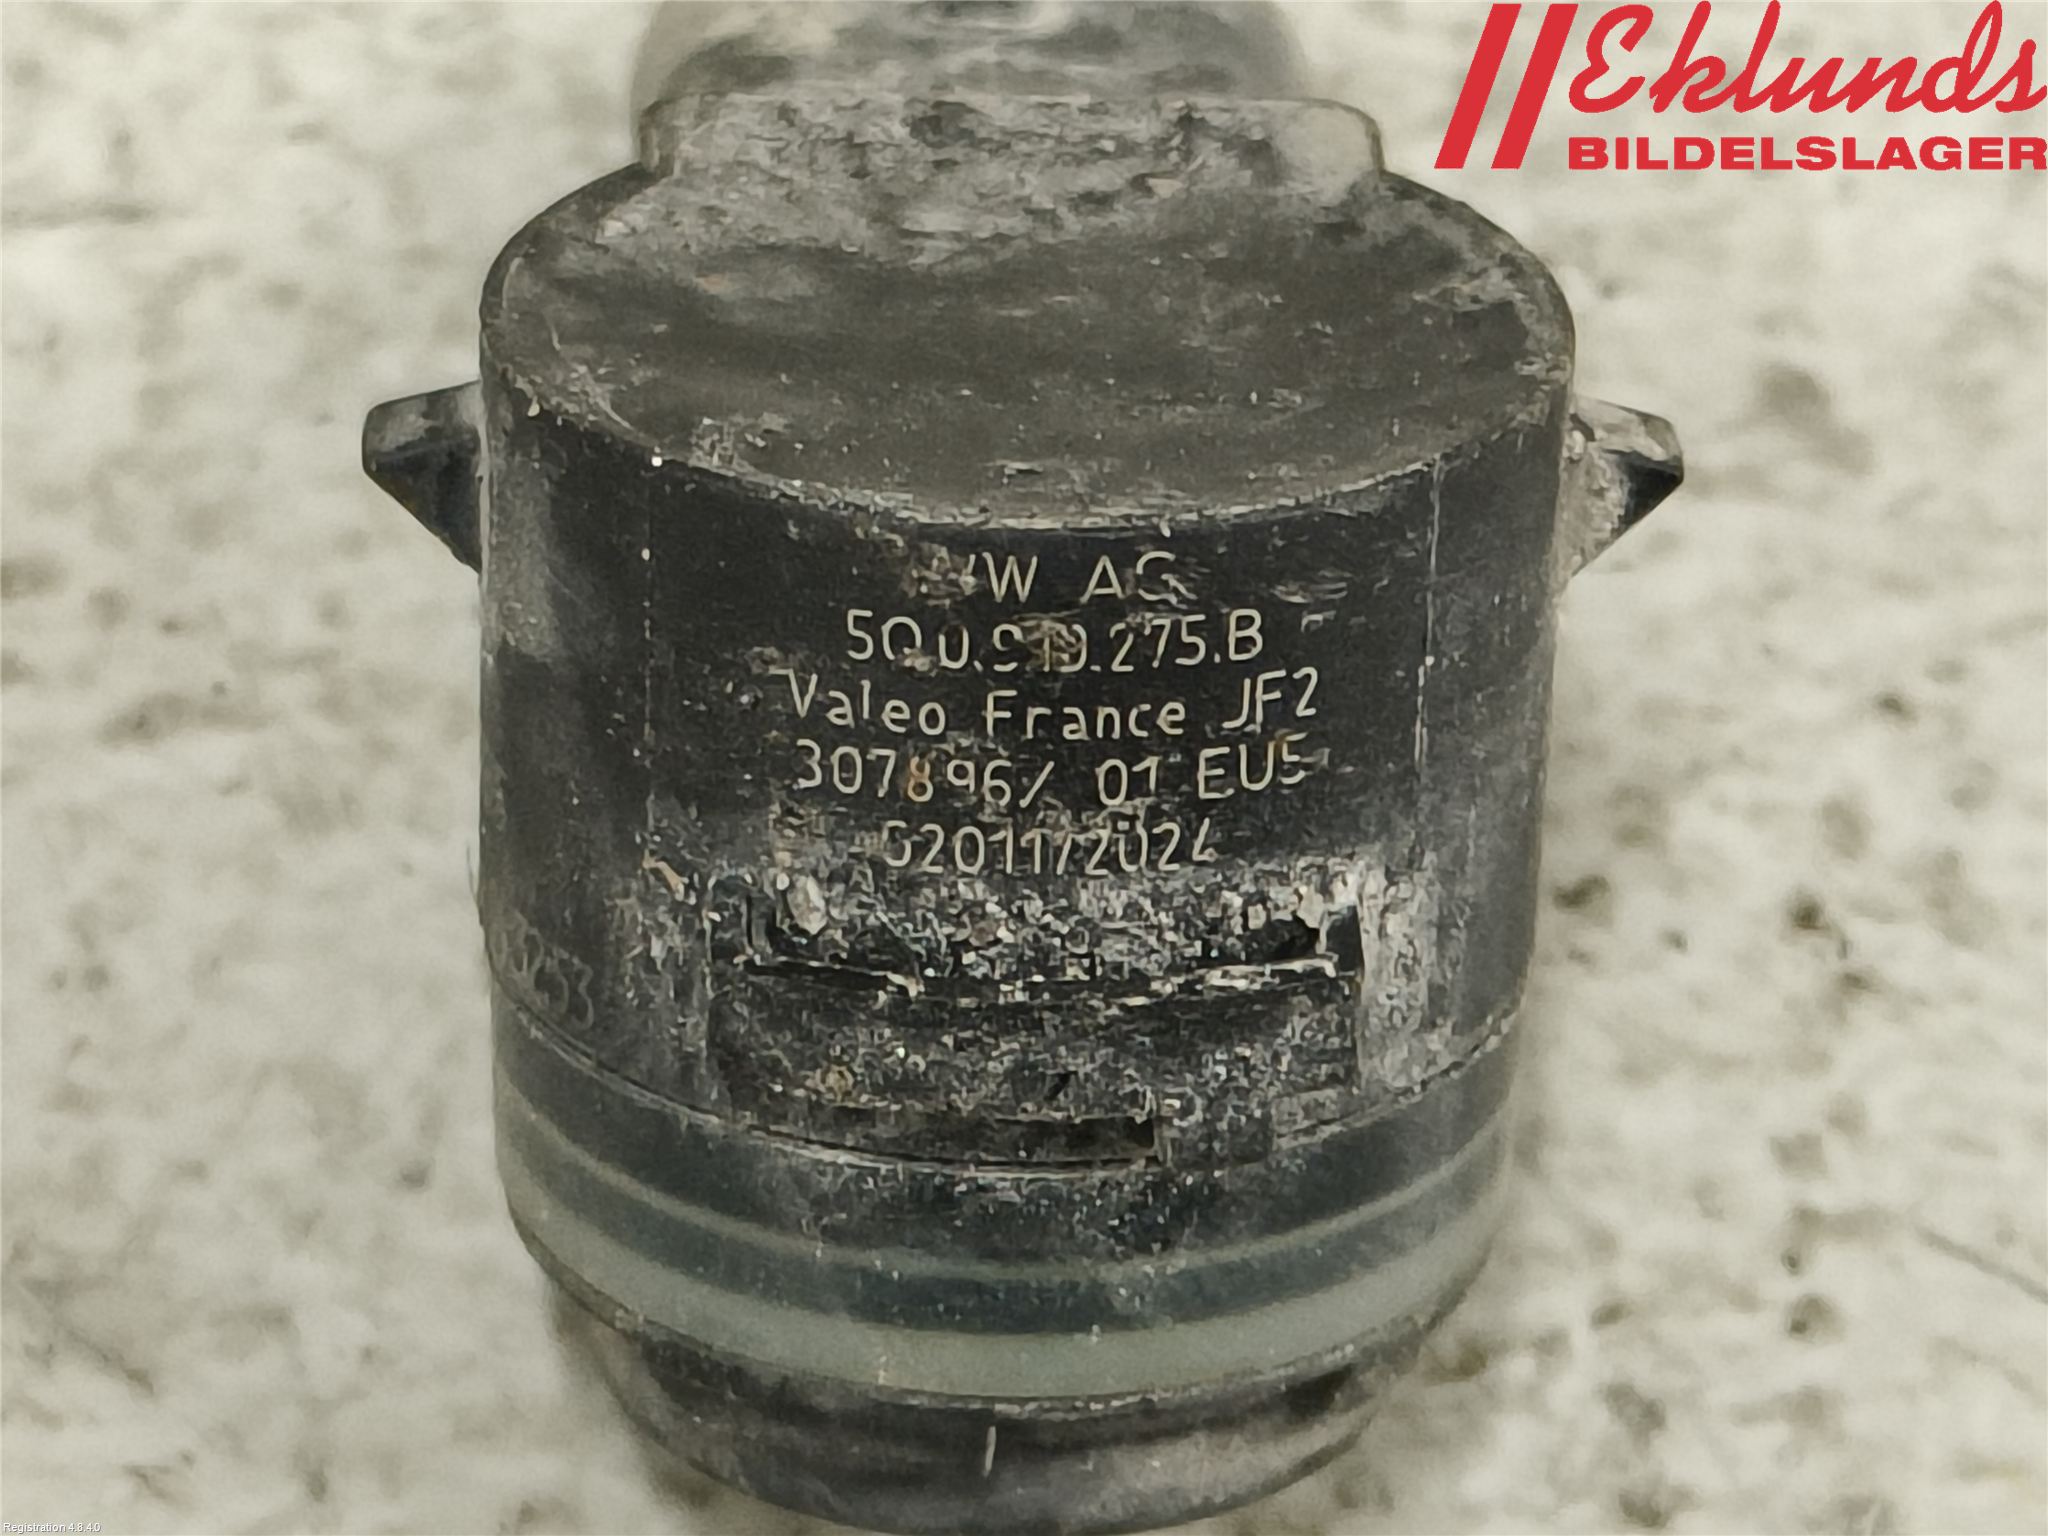 Eklunds
BILDELSLAGER
VW AG
5Q0.919.275.B
Valeo France JF2
307896/ 01 EU5
Registration 4.8.4.0